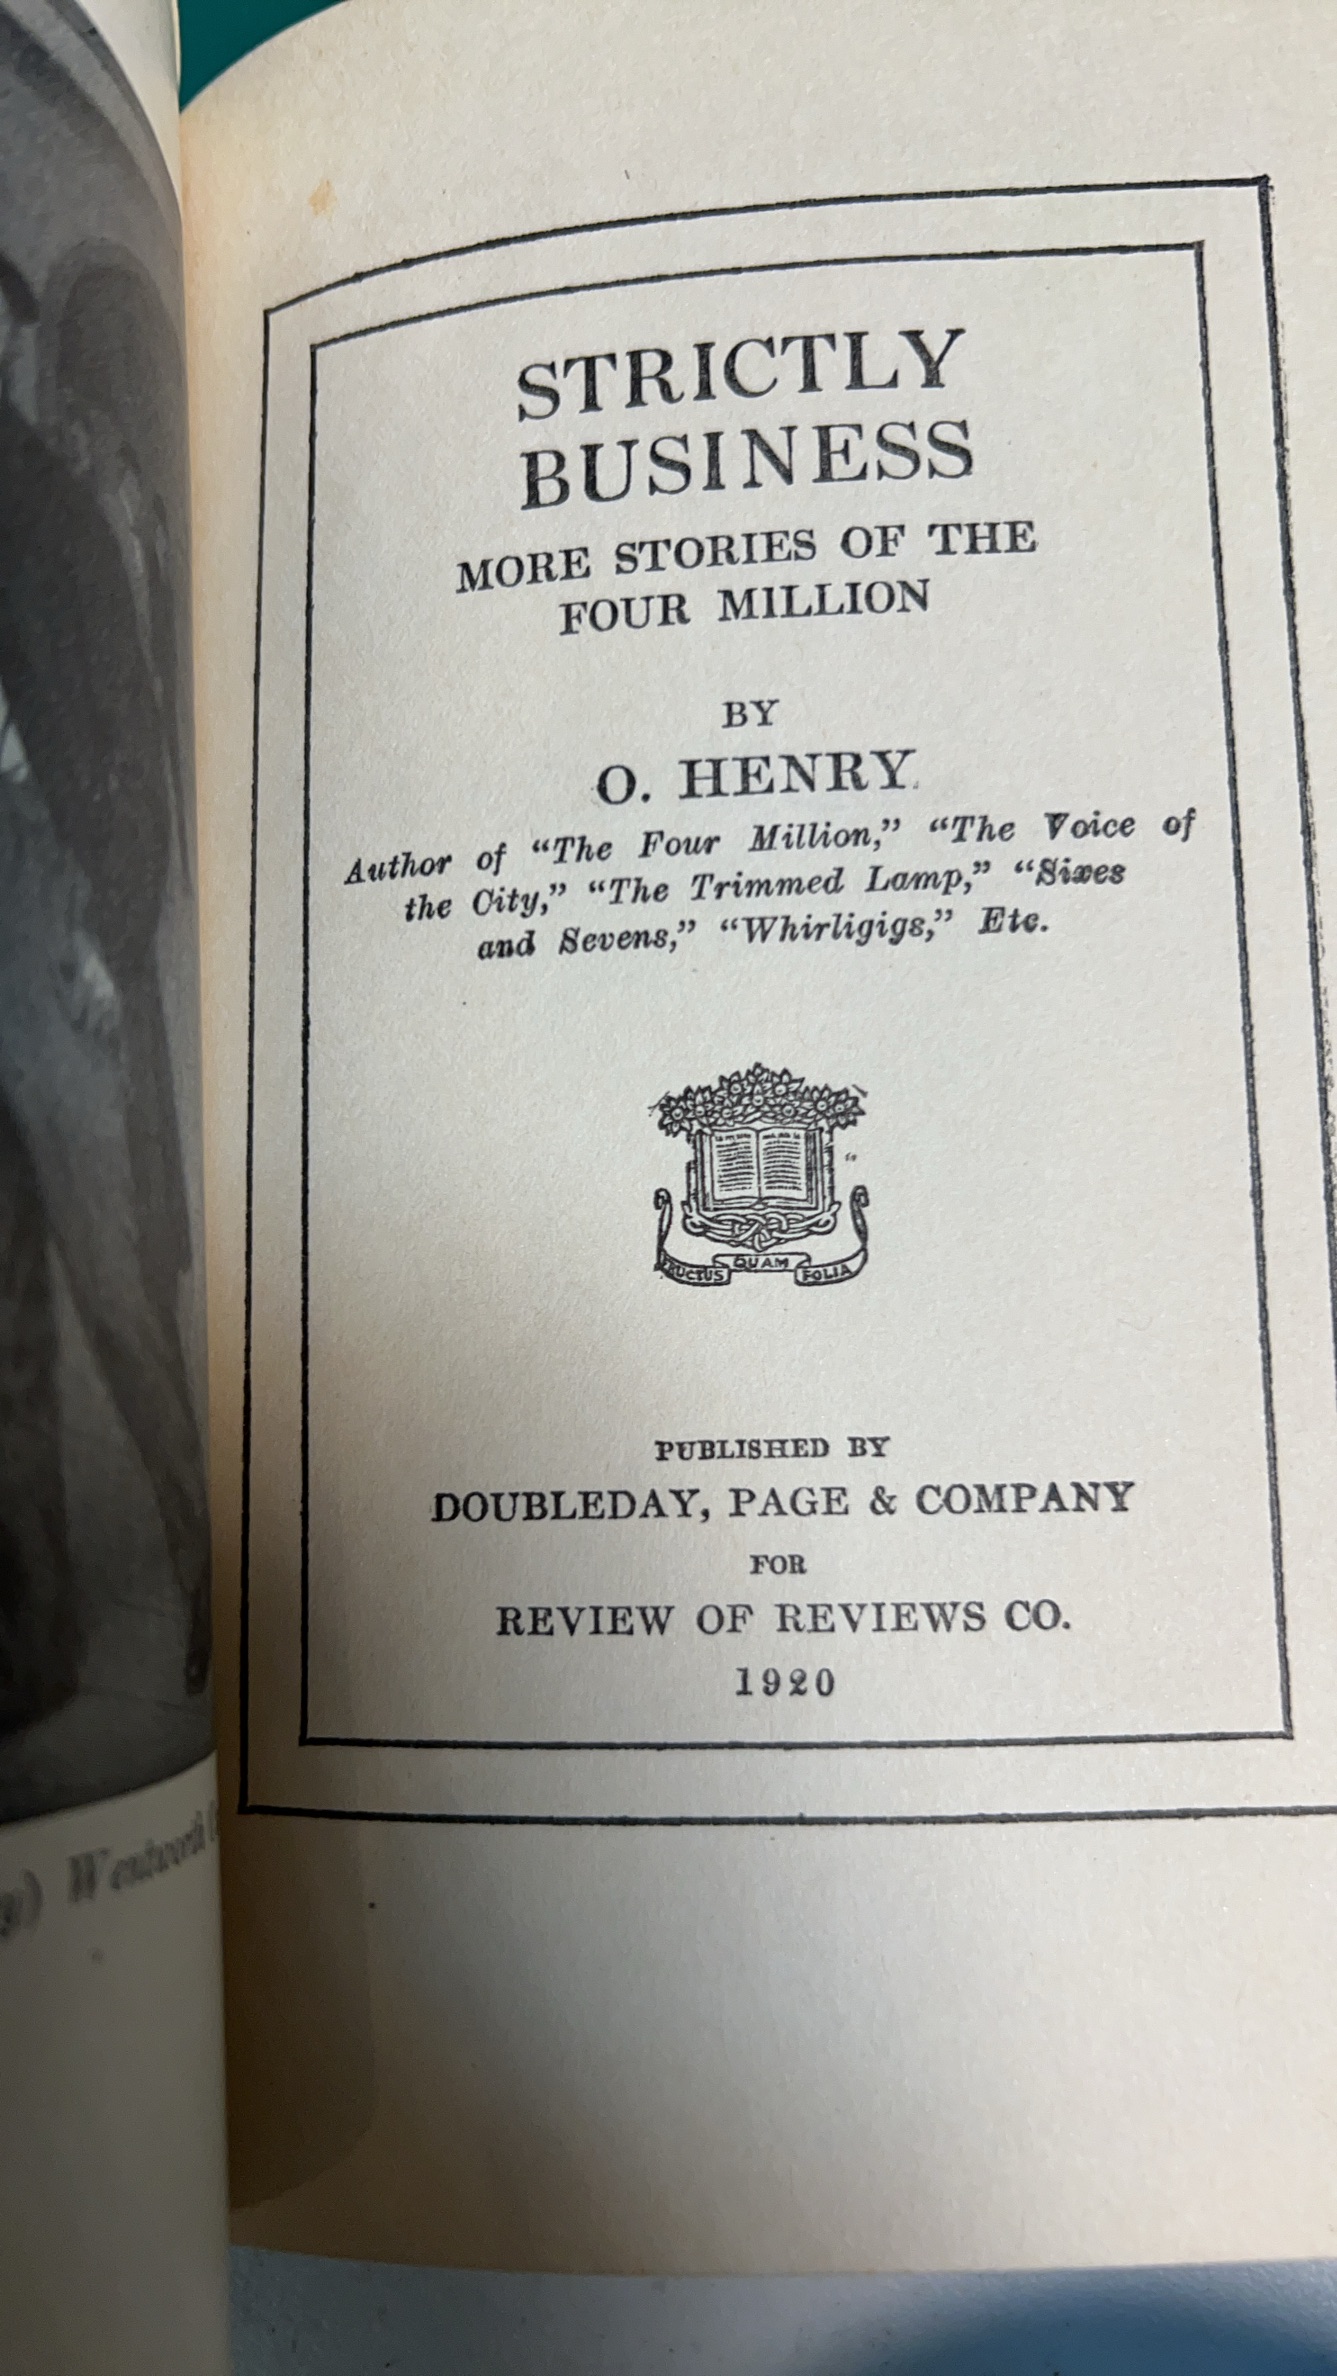 STRICTLY
BUSINESS
MORE STORIES OF THE
FOUR MILLION
BY
O. HENRY
Author of “The Four Million,” “The Voice of
the City,” “The Trimmed Lamp,” “Sixes
and Sevens,” “Whirligigs,” Etc.
FRUCTUS QUAM FOLIA
PUBLISHED BY
DOUBLEDAY, PAGE & COMPANY
FOR
REVIEW OF REVIEWS CO.
1920
Wentworth